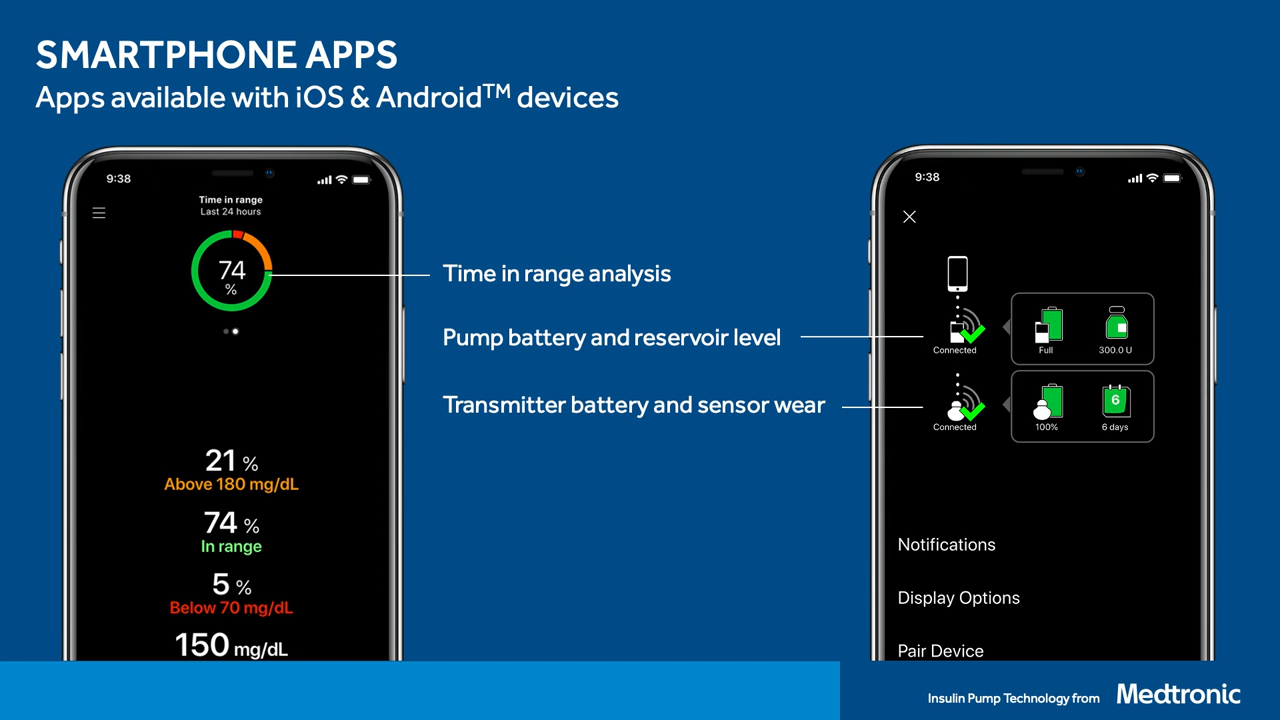 SMARTPHONE APPS
Apps available with iOS & Android™ devices
9:38
Time in range
Last 24 hours
74
%
21 %
Above 180 mg/dL
74 %
In range
5 %
Below 70 mg/dL
150 mg/dL
Time in range analysis
Pump battery and reservoir level
Transmitter battery and sensor wear
9:38
Connected
Full
300.0 U
Connected
100%
6
6 days
Notifications
Display Options
Pair Device
Insulin Pump Technology from Medtronic